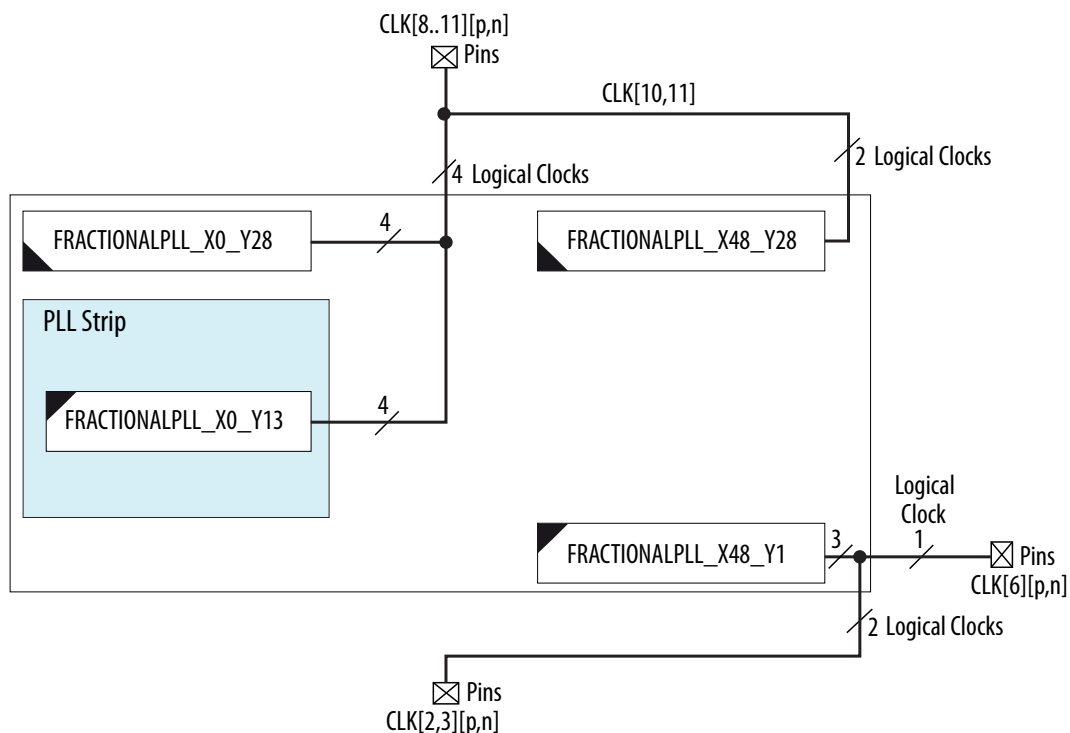 CLK[8..11][p,n]
Pins
CLK[10,11]
2 Logical Clocks
4 Logical Clocks
FRACTIONALPLL_X0_Y28
4
FRACTIONALPLL_X48_Y28
PLL Strip
FRACTIONALPLL_X0_Y13
4
Logical
Clock
FRACTIONALPLL_X48_Y1
3
1
Pins
CLK[6][p,n]
2 Logical Clocks
Pins
CLK[2,3][p,n]